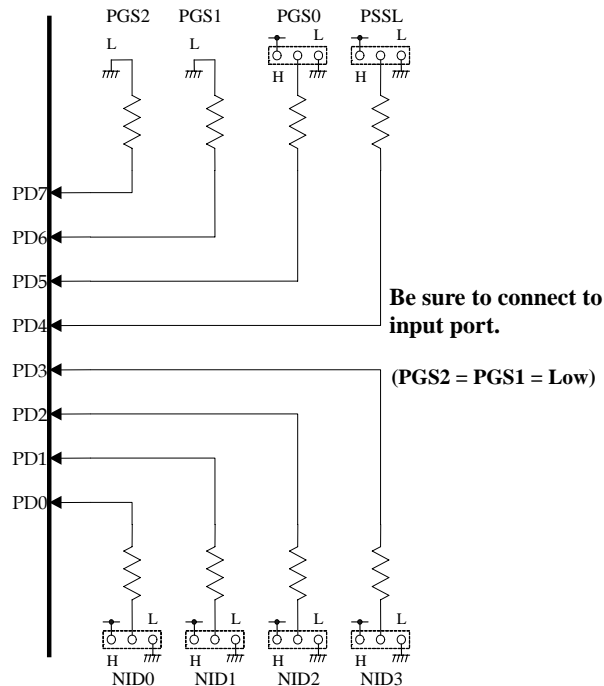 PGS2 PGS1 PGS0 PSSL
L L L L
H H
PD7
PD6
PD5
Be sure to connect to
PD4
input port.
PD3
(PGS2 = PGS1 = Low)
PD2
PD1
PD0
L L L L
H H H H
NID0 NID1 NID2 NID3